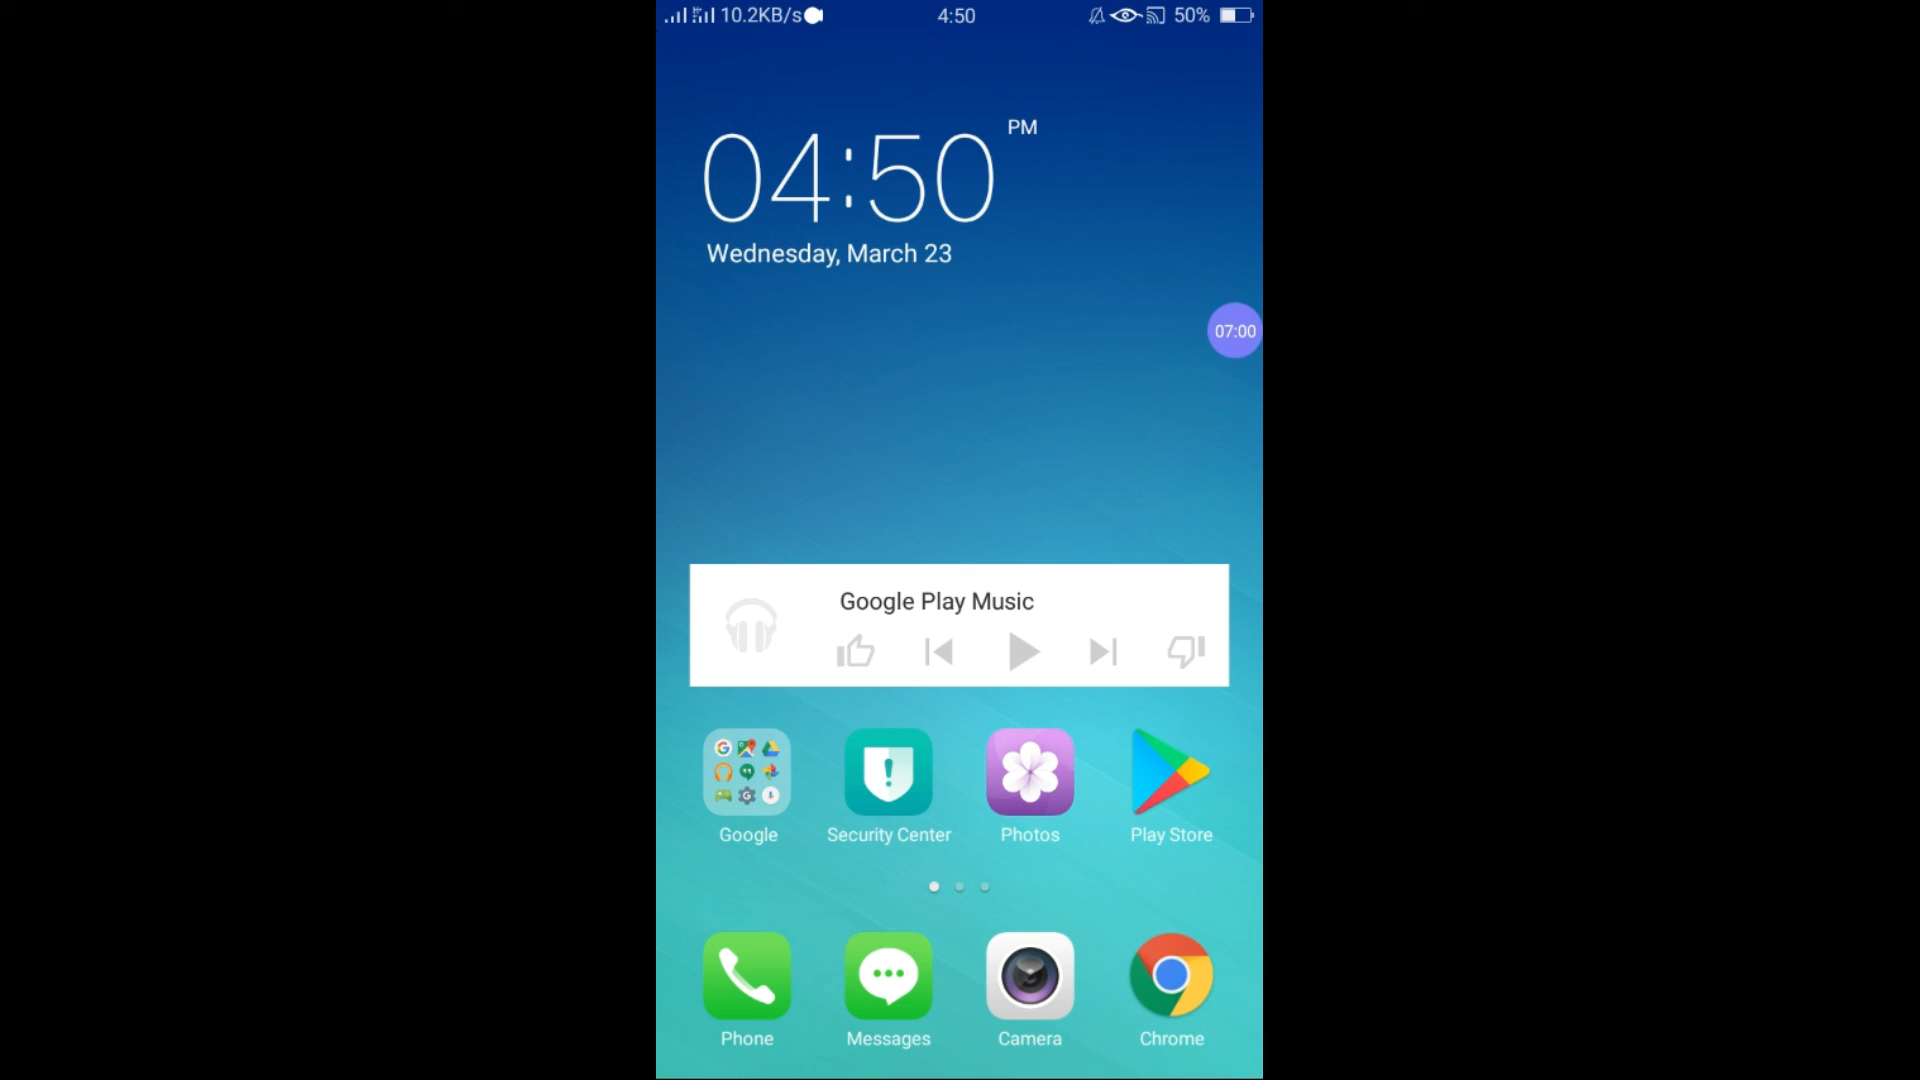 10.2KB/s 4:50 50%
PM
04:50
Wednesday, March 23
07:00
Google Play Music
Google Security Center Photos Play Store
Phone Messages Camera Chrome